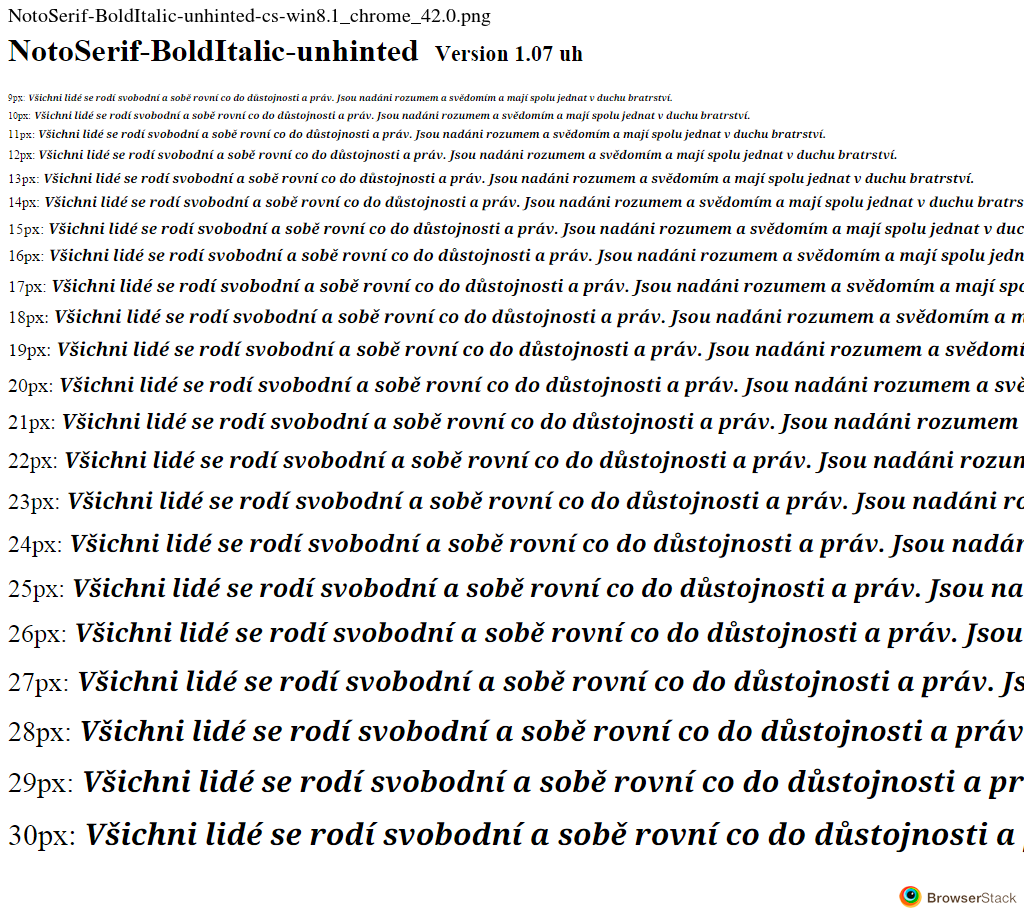 NotoSerif-BoldItalic-unhinted-cs-win8.1_chrome_42.0.png
NotoSerif-BoldItalic-unhinted Version 1.07 uh
9px: Všichni lidé se rodí svobodní a sobě rovní co do důstojnosti a práv. Jsou nadáni rozumem a svědomím a mají spolu jednat v duchu bratrství.
10px: Všichni lidé se rodí svobodní a sobě rovní co do důstojnosti a práv. Jsou nadáni rozumem a svědomím a mají spolu jednat v duchu bratrství.
11px: Všichni lidé se rodí svobodní a sobě rovní co do důstojnosti a práv. Jsou nadáni rozumem a svědomím a mají spolu jednat v duchu bratrství.
12px: Všichni lidé se rodí svobodní a sobě rovní co do důstojnosti a práv. Jsou nadáni rozumem a svědomím a mají spolu jednat v duchu bratrství.
13px: Všichni lidé se rodí svobodní a sobě rovní co do důstojnosti a práv. Jsou nadáni rozumem a svědomím a mají spolu jednat v duchu bratrství.
14px: Všichni lidé se rodí svobodní a sobě rovní co do důstojnosti a práv. Jsou nadáni rozumem a svědomím a mají spolu jednat v duchu bratrs
15px: Všichni lidé se rodí svobodní a sobě rovní co do důstojnosti a práv. Jsou nadáni rozumem a svědomím a mají spolu jednat v duc
16px: Všichni lidé se rodí svobodní a sobě rovní co do důstojnosti a práv. Jsou nadáni rozumem a svědomím a mají spolu jedn
17px: Všichni lidé se rodí svobodní a sobě rovní co do důstojnosti a práv. Jsou nadáni rozumem a svědomím a mají spo
18px: Všichni lidé se rodí svobodní a sobě rovní co do důstojnosti a práv. Jsou nadáni rozumem a svědomím a m
19px: Všichni lidé se rodí svobodní a sobě rovní co do důstojnosti a práv. Jsou nadáni rozumem a svědomí
20px: Všichni lidé se rodí svobodní a sobě rovní co do důstojnosti a práv. Jsou nadáni rozumem a svě
21px: Všichni lidé se rodí svobodní a sobě rovní co do důstojnosti a práv. Jsou nadáni rozumem
22px: Všichni lidé se rodí svobodní a sobě rovní co do důstojnosti a práv. Jsou nadáni rozum
23px: Všichni lidé se rodí svobodní a sobě rovní co do důstojnosti a práv. Jsou nadáni ro
24px: Všichni lidé se rodí svobodní a sobě rovní co do důstojnosti a práv. Jsou nadán
25px: Všichni lidé se rodí svobodní a sobě rovní co do důstojnosti a práv. Jsou na
26px: Všichni lidé se rodí svobodní a sobě rovní co do důstojnosti a práv. Jsou
27px: Všichni lidé se rodí svobodní a sobě rovní co do důstojnosti a práv. Js
28px: Všichni lidé se rodí svobodní a sobě rovní co do důstojnosti a práv
29px: Všichni lidé se rodí svobodní a sobě rovní co do důstojnosti a pr
30px: Všichni lidé se rodí svobodní a sobě rovní co do důstojnosti a
BrowserStack